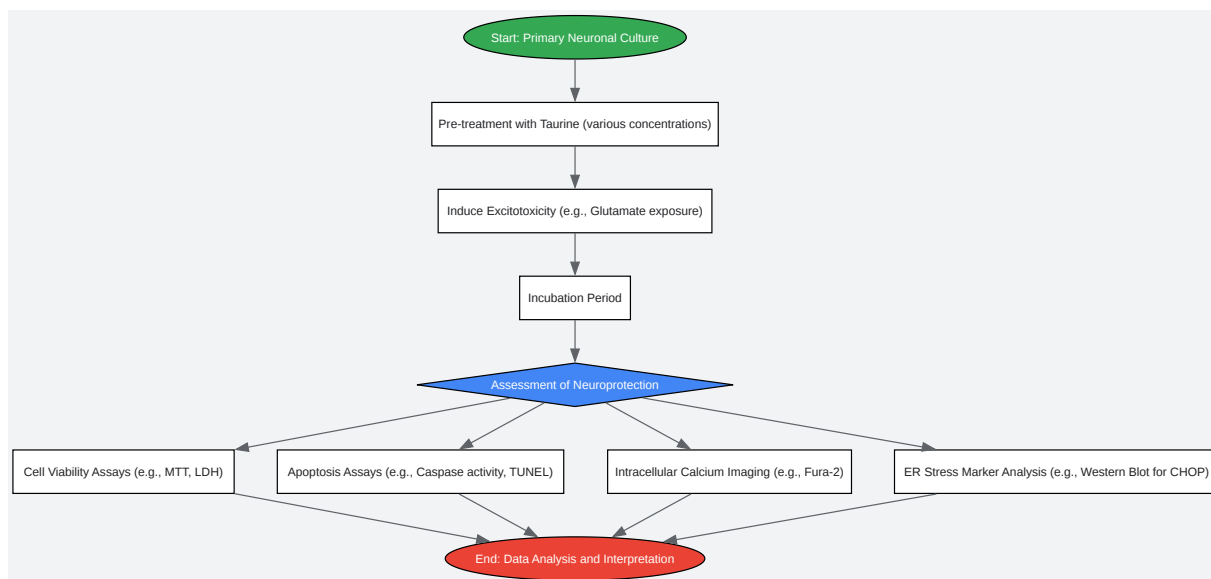 Start: Primary Neuronal Culture
Pre-treatment with Taurine (various concentrations)
Induce Excitotoxicity (e.g., Glutamate exposure)
Incubation Period
Assessment of Neuroprotection
Cell Viability Assays (e.g., MTT, LDH)
Apoptosis Assays (e.g., Caspase activity, TUNEL)
Intracellular Calcium Imaging (e.g., Fura-2)
ER Stress Marker Analysis (e.g., Western Blot for CHOP)
End: Data Analysis and Interpretation